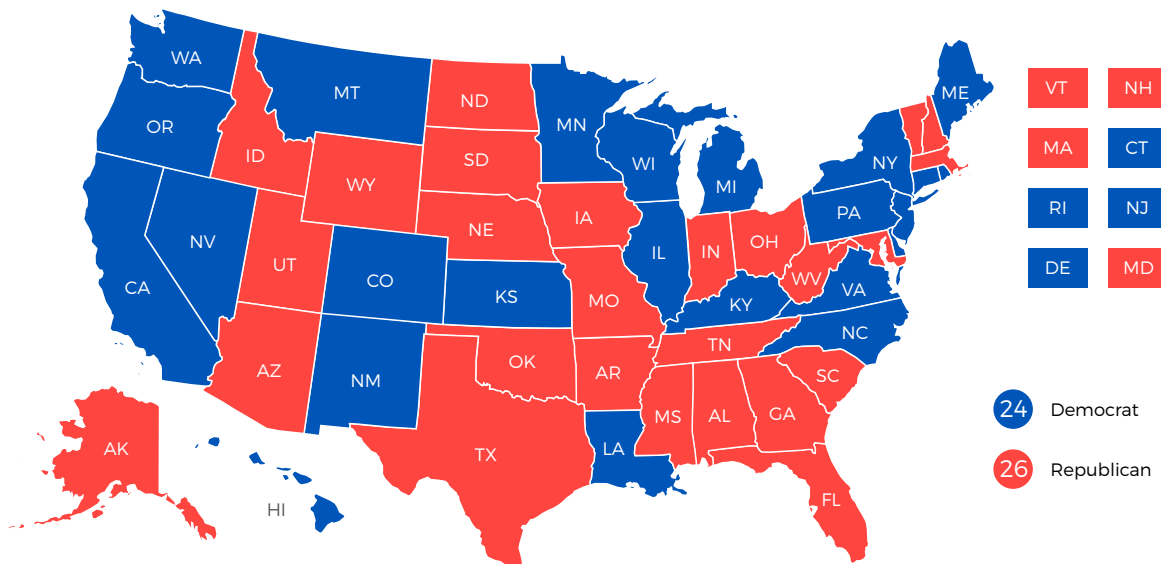 WA
MT
ND
MN
OR
ID
SD
WI
MI
NY
ME
VT
NH
MA
CT
RI
NJ
DE
MD
WY
NE
IA
PA
NV
UT
CO
KS
IL
IN
OH
WV
VA
CA
MO
KY
NC
AZ
NM
OK
AR
TN
SC
MS
AL
GA
TX
LA
FL
AK
HI
24 Democrat
26 Republican